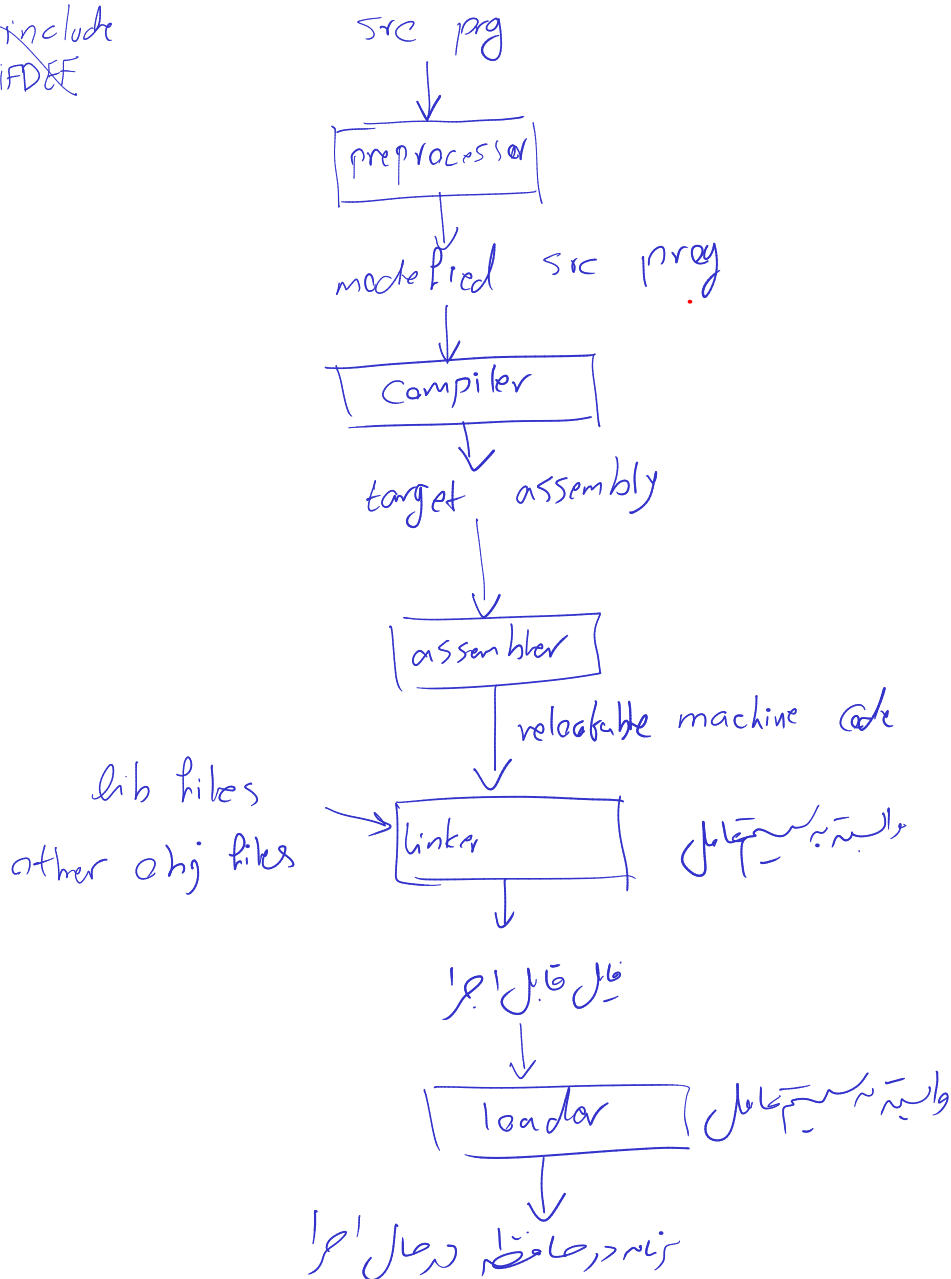 include
IFDEF
src prg
preprocessor
modefied src prog
compiler
target assembly
assembler
relocatable machine code
lib files
other obj files
linker
وابسته به سیستم عامل
فایل قابل اجرا
loader
وابسته به سیستم عامل
برنامه در حافظه در حال اجرا